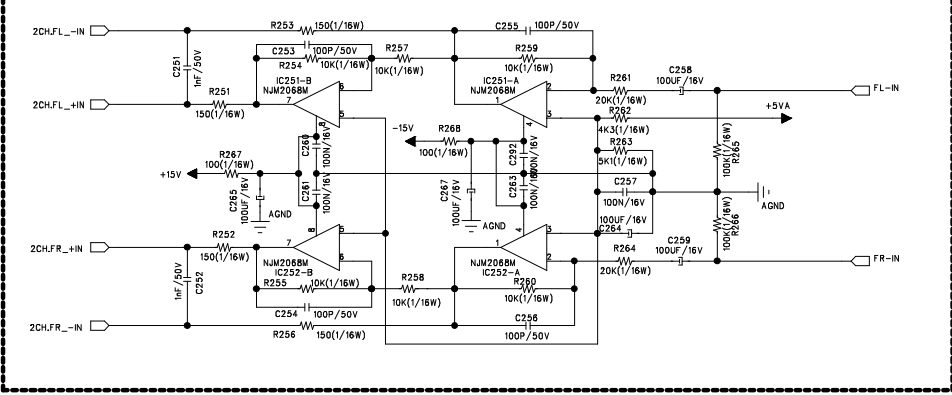 2CH.FL_-IN
R253
150(1/16W)
C255
100P/50V
C253
100P/50V
R254
10K(1/16W)
R257
10K(1/16W)
R259
10K(1/16W)
C251
1nF/50V
IC251-B
NJM2068M
IC251-A
NJM2068M
R261
20K(1/16W)
C258
100UF/16V
FL-IN
2CH.FL_+IN
R251
150(1/16W)
7
6
5
8
1
2
3
4
R262
4K3(1/16W)
+5VA
-15V
R268
100(1/16W)
C260
100N/16V
C292
100N/16V
R263
5K1(1/16W)
R265
100K(1/16W)
R267
100(1/16W)
+15V
C265
100UF/16V
AGND
C261
100N/16V
C267
100UF/16V
AGND
C263
100N/16V
C257
100N/16V
100UF/16V
C264
AGND
R266
100K(1/16W)
2CH.FR_+IN
R252
150(1/16W)
7
8
5
6
NJM2068M
IC252-B
1
4
3
2
NJM2068M
IC252-A
R264
20K(1/16W)
C259
100UF/16V
FR-IN
1nF/50V
C252
R255
10K(1/16W)
R258
10K(1/16W)
R260
10K(1/16W)
C254
100P/50V
2CH.FR_-IN
R256
150(1/16W)
C256
100P/50V